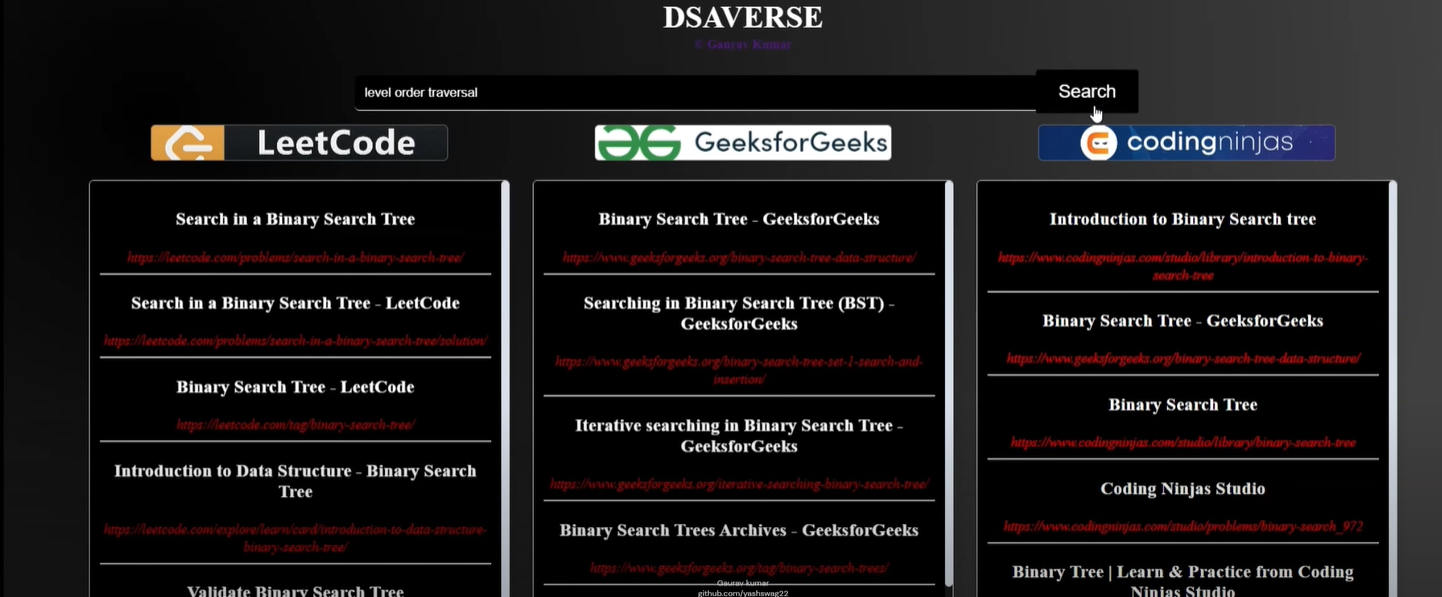 DSAVERSE
© Gaurav Kumar
level order traversal
Search
LeetCode
GeeksforGeeks
codingninjas
Search in a Binary Search Tree
https://leetcode.com/problems/search-in-a-binary-search-tree/
Search in a Binary Search Tree - LeetCode
https://leetcode.com/problems/search-in-a-binary-search-tree/solution/
Binary Search Tree - LeetCode
https://leetcode.com/tag/binary-search-tree/
Introduction to Data Structure - Binary Search
Tree
https://leetcode.com/explore/learn/card/introduction-to-data-structure-
binary-search-tree/
Validate Binary Search Tree
Binary Search Tree - GeeksforGeeks
https://www.geeksforgeeks.org/binary-search-tree-data-structure/
Searching in Binary Search Tree (BST) -
GeeksforGeeks
https://www.geeksforgeeks.org/binary-search-tree-set-1-search-and-
insertion/
Iterative searching in Binary Search Tree -
GeeksforGeeks
https://www.geeksforgeeks.org/iterative-searching-binary-search-tree/
Binary Search Trees Archives - GeeksforGeeks
https://www.geeksforgeeks.org/tag/binary-search-trees/
Introduction to Binary Search tree
https://www.codingninjas.com/studio/library/introduction-to-binary-
search-tree
Binary Search Tree - GeeksforGeeks
https://www.geeksforgeeks.org/binary-search-tree-data-structure/
Binary Search Tree
https://www.codingninjas.com/studio/library/binary-search-tree
Coding Ninjas Studio
https://www.codingninjas.com/studio/problems/binary-search_972
Binary Tree | Learn & Practice from Coding
Ninjas Studio
Gaurav kumar
github.com/yashswag22